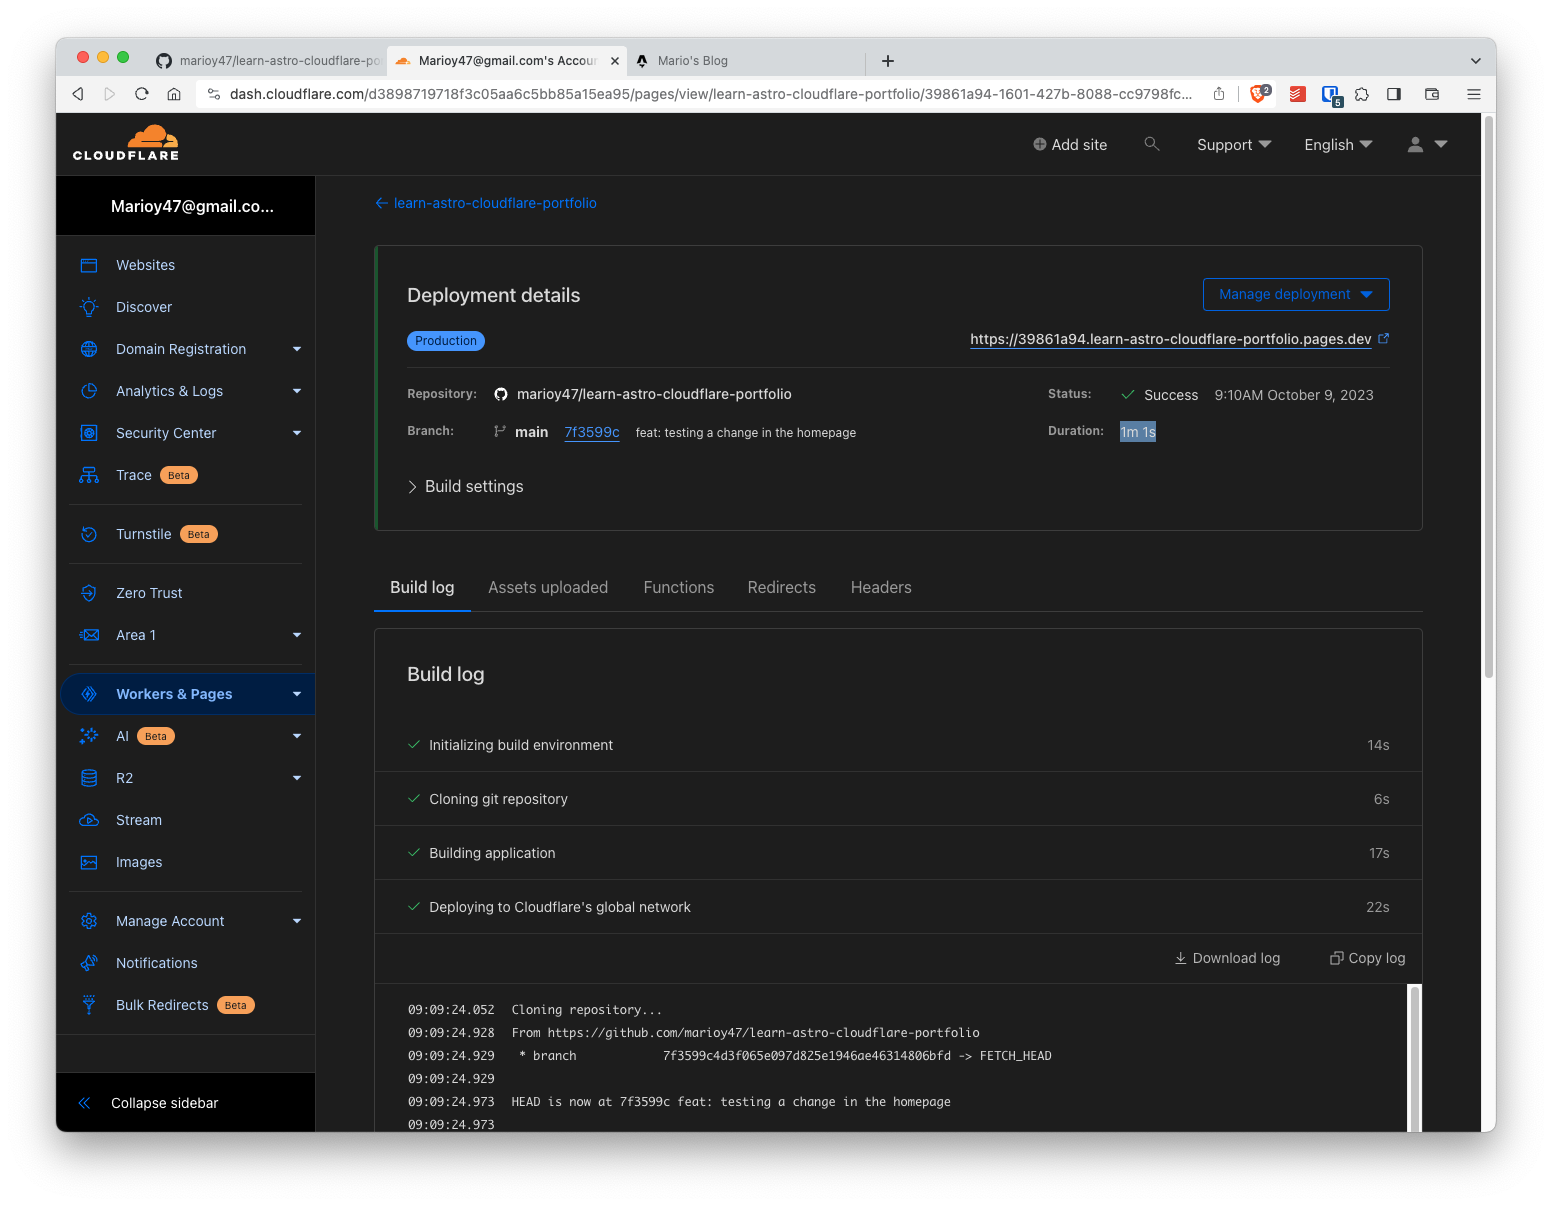 marioy47/learn-astro-cloudflare-po
Marioy47@gmail.com's Accou
Mario's Blog
dash.cloudflare.com/d3898719718f3c05aa6c5bb85a15ea95/pages/view/learn-astro-cloudflare-portfolio/39861a94-1601-427b-8088-cc9798fc...
2
5
CLOUDFLARE
Add site
Support
English
Marioy47@gmail.co...
Websites
Discover
Domain Registration
Analytics & Logs
Security Center
Trace Beta
Turnstile Beta
Zero Trust
Area 1
Workers & Pages
AI Beta
R2
Stream
Images
Manage Account
Notifications
Bulk Redirects Beta
Collapse sidebar
← learn-astro-cloudflare-portfolio
Deployment details
Manage deployment
Production
https://39861a94.learn-astro-cloudflare-portfolio.pages.dev
Repository: marioy47/learn-astro-cloudflare-portfolio
Status: Success 9:10AM October 9, 2023
Branch: main 7f3599c feat: testing a change in the homepage
Duration: 1m 1s
Build settings
Build log
Assets uploaded
Functions
Redirects
Headers
Build log
Initializing build environment 14s
Cloning git repository 6s
Building application 17s
Deploying to Cloudflare's global network 22s
Download log
Copy log
09:09:24.052 Cloning repository...
09:09:24.928 From https://github.com/marioy47/learn-astro-cloudflare-portfolio
09:09:24.929 * branch 7f3599c4d3f065e097d825e1946ae46314806bfd -> FETCH_HEAD
09:09:24.929
09:09:24.973 HEAD is now at 7f3599c feat: testing a change in the homepage
09:09:24.973